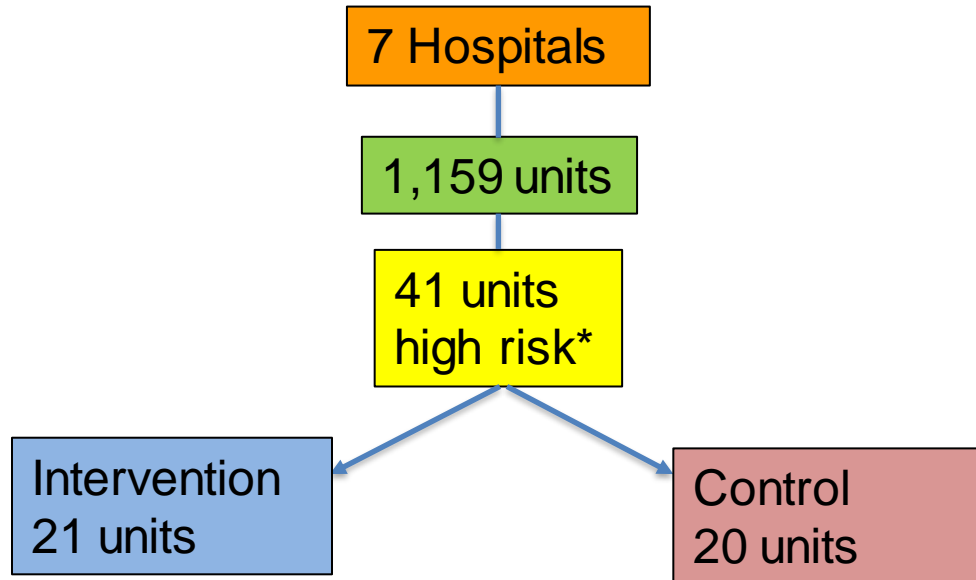 7 Hospitals
1,159 units
41 units
high risk*
Intervention
21 units
Control
20 units